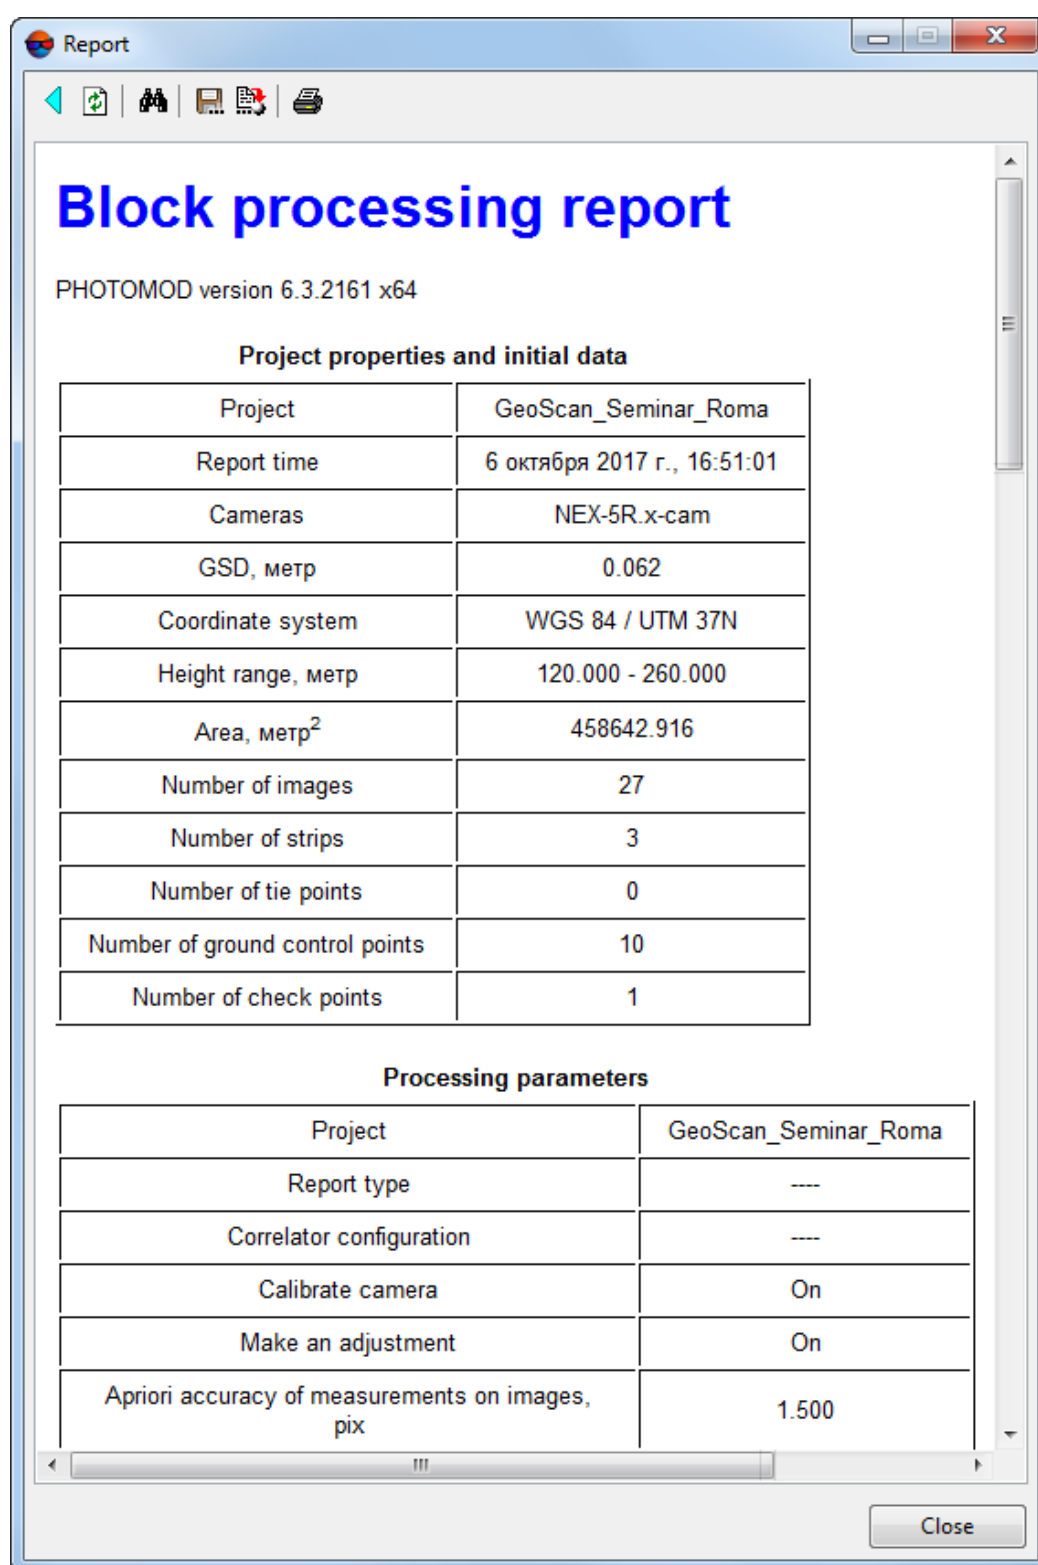 Report
Block processing report
PHOTOMOD version 6.3.2161 x64
Project properties and initial data
Project GeoScan_Seminar_Roma
Report time 6 октября 2017 г., 16:51:01
Cameras NEX-5R.x-cam
GSD, метр 0.062
Coordinate system WGS 84 / UTM 37N
Height range, метр 120.000 - 260.000
Area, метр2 458642.916
Number of images 27
Number of strips 3
Number of tie points 0
Number of ground control points 10
Number of check points 1
Processing parameters
Project GeoScan_Seminar_Roma
Report type ----
Correlator configuration ----
Calibrate camera On
Make an adjustment On
Apriori accuracy of measurements on images,
pix 1.500
Close